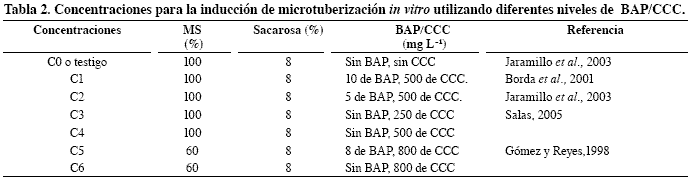 Tabla 2. Concentraciones para la inducción de microtuberización in vitro utilizando diferentes niveles de BAP/CCC.
Concentraciones MS (%) Sacarosa (%) BAP/CCC (mg L⁻¹) Referencia
C0 o testigo 100 8 Sin BAP, sin CCC Jaramillo et al., 2003
C1 100 8 10 de BAP, 500 de CCC. Borda et al., 2001
C2 100 8 5 de BAP, 500 de CCC. Jaramillo et al., 2003
C3 100 8 Sin BAP, 250 de CCC Salas, 2005
C4 100 8 Sin BAP, 500 de CCC
C5 60 8 8 de BAP, 800 de CCC Gómez y Reyes,1998
C6 60 8 Sin BAP, 800 de CCC